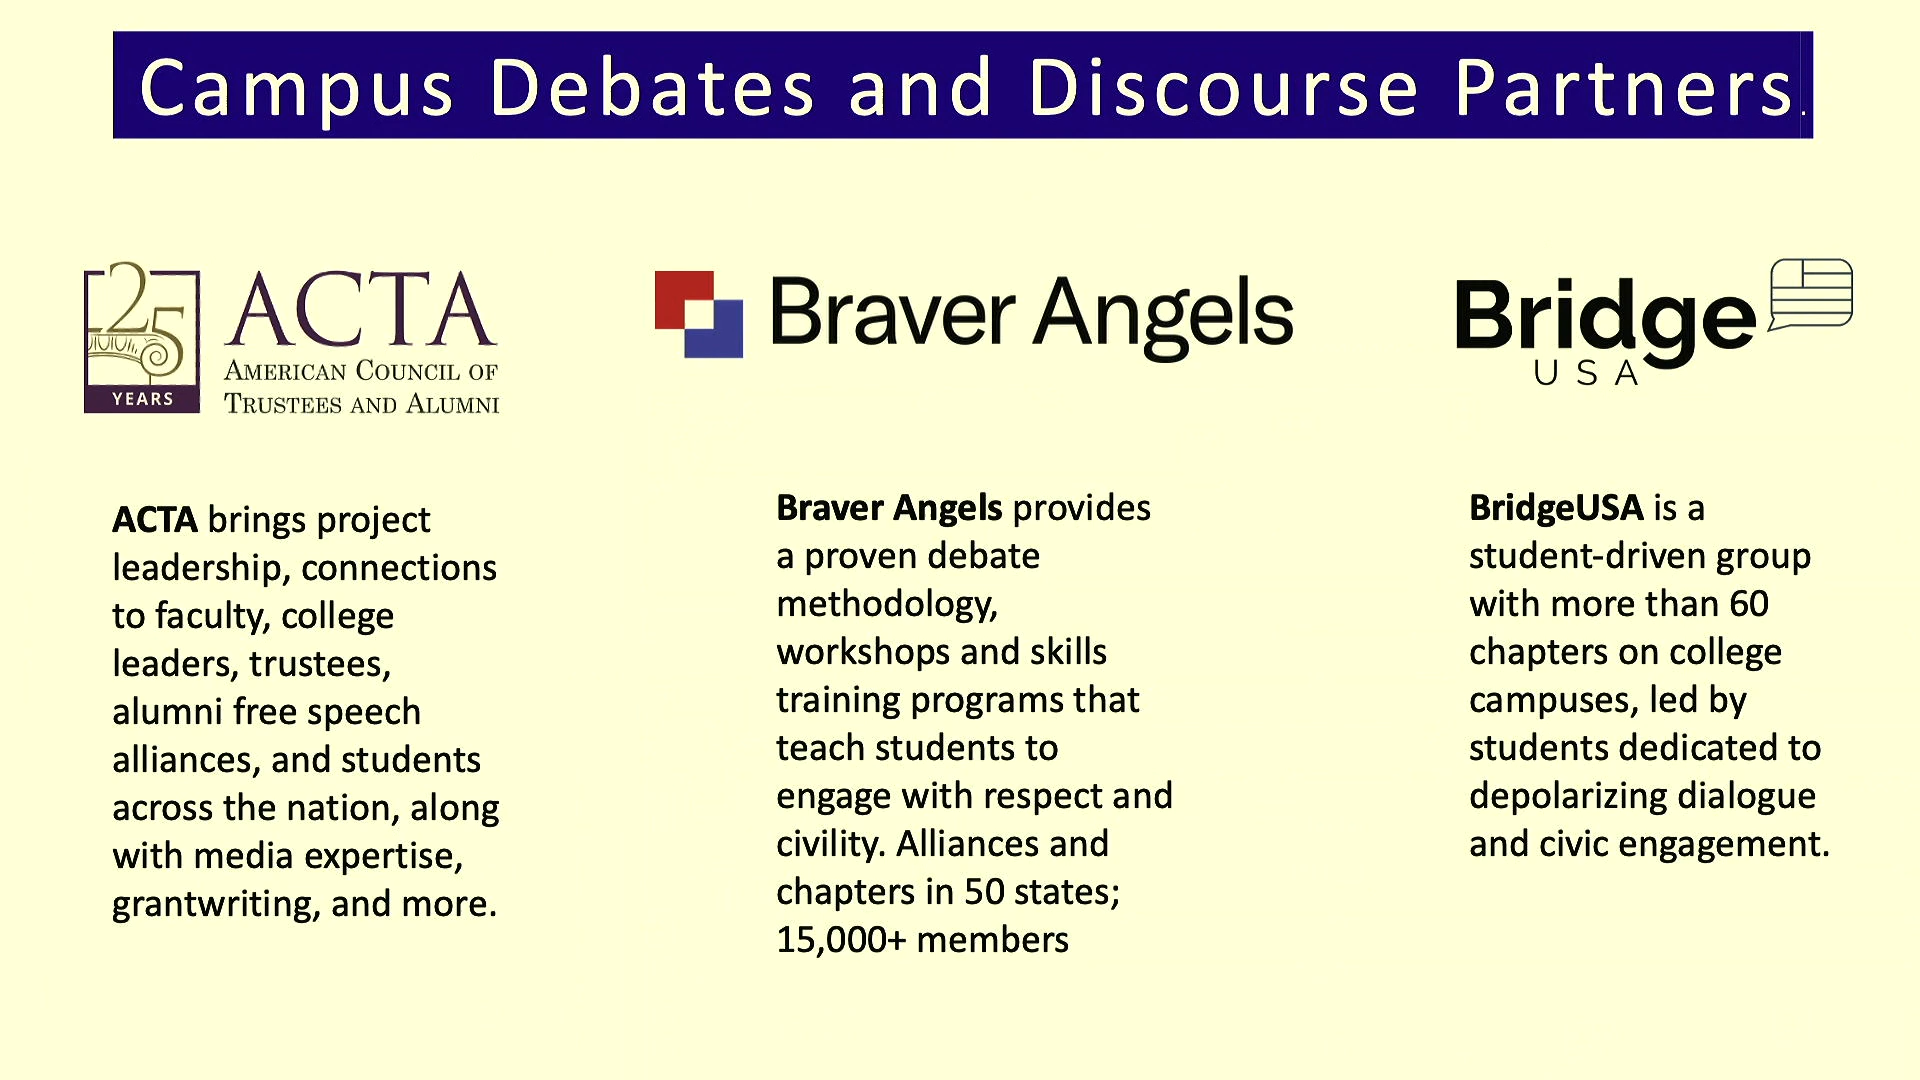 Campus Debates and Discourse Partners.
25
YEARS
ACTA
AMERICAN COUNCIL OF
TRUSTEES AND ALUMNI
ACTA brings project
leadership, connections
to faculty, college
leaders, trustees,
alumni free speech
alliances, and students
across the nation, along
with media expertise,
grantwriting, and more.
Braver Angels
Braver Angels provides
a proven debate
methodology,
workshops and skills
training programs that
teach students to
engage with respect and
civility. Alliances and
chapters in 50 states;
15,000+ members
Bridge
USA
BridgeUSA is a
student-driven group
with more than 60
chapters on college
campuses, led by
students dedicated to
depolarizing dialogue
and civic engagement.